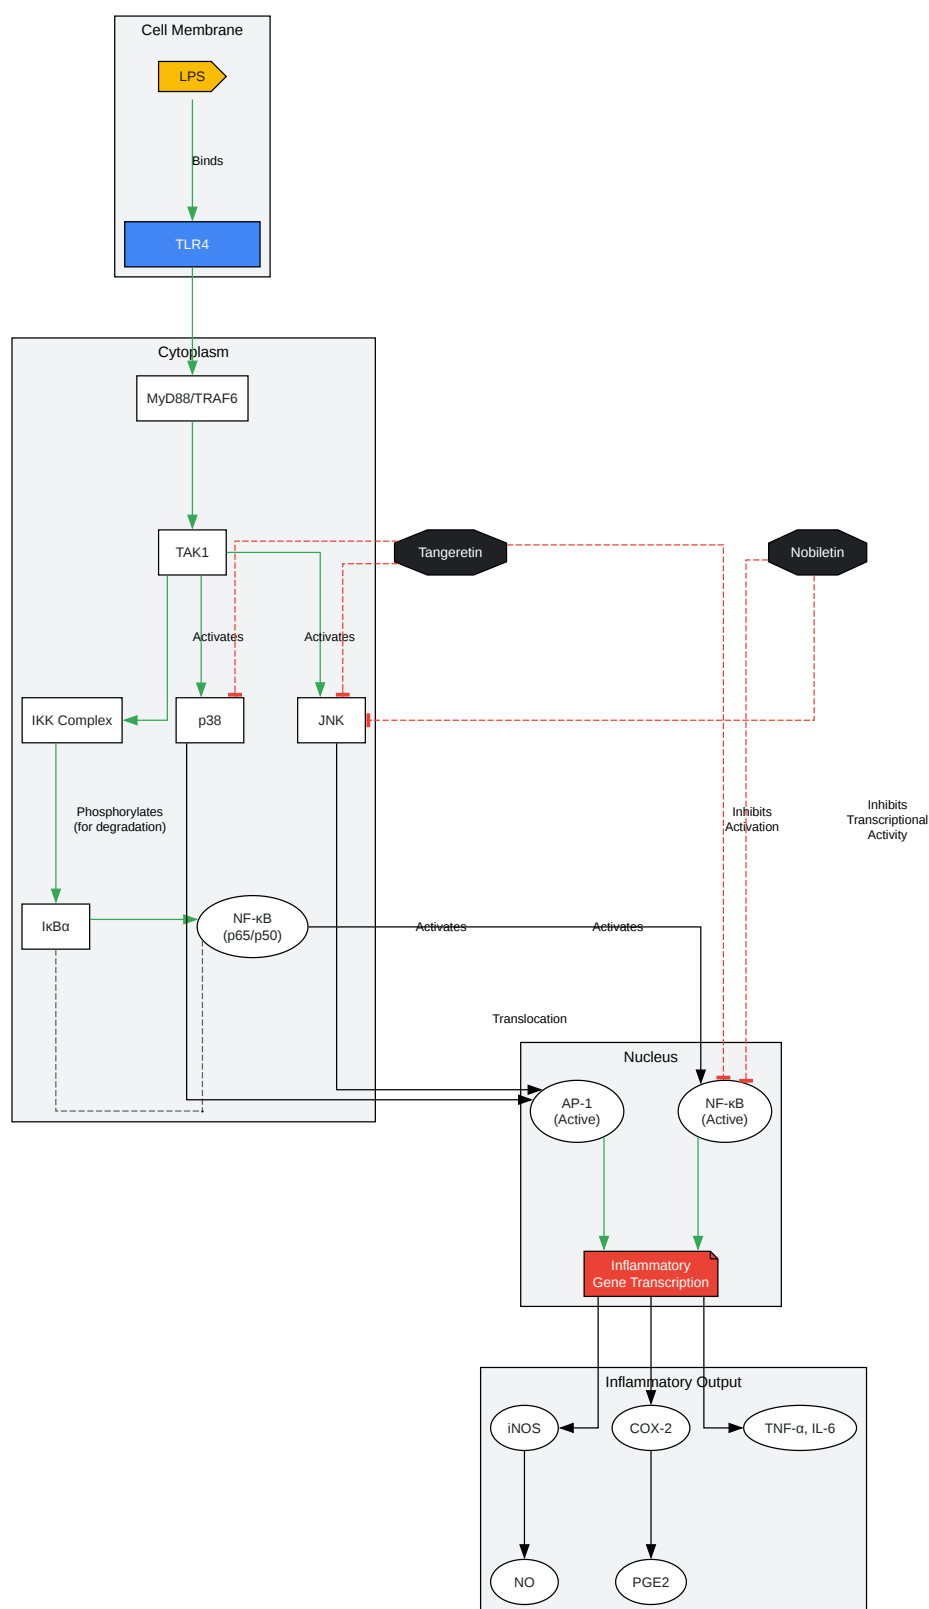 Cell Membrane
LPS
Binds
TLR4
Cytoplasm
MyD88/TRAF6
TAK1
Tangeretin
Nobiletin
Activates
Activates
IKK Complex
p38
JNK
Phosphorylates
(for degradation)
Inhibits
Activation
Inhibits
Transcriptional
Activity
IκBα
NF-κB
(p65/p50)
Activates
Activates
Translocation
Nucleus
AP-1
(Active)
NF-κB
(Active)
Inflammatory
Gene Transcription
Inflammatory Output
iNOS
COX-2
TNF-α, IL-6
NO
PGE2